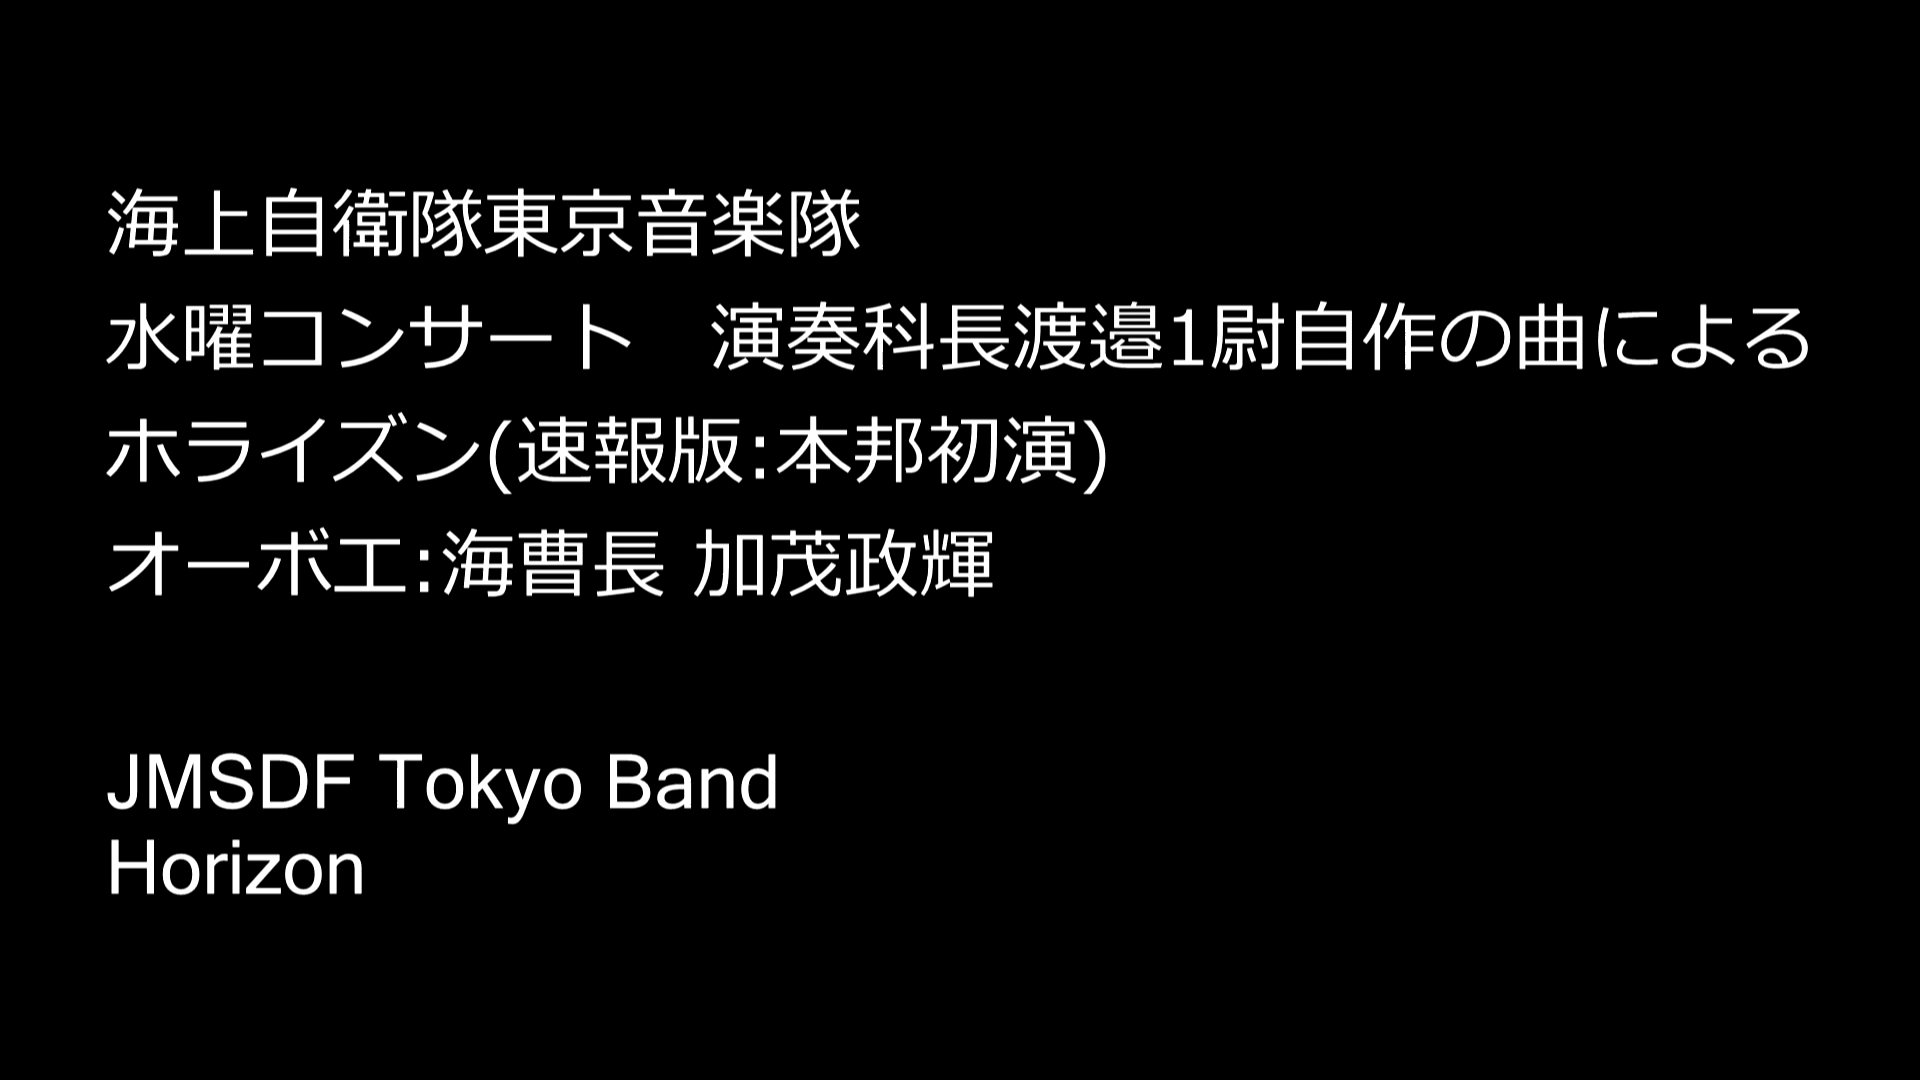 海上自衛隊東京音楽隊
水曜コンサート　演奏科長渡邉1尉自作の曲による
ホライズン(速報版:本邦初演)
オーボエ:海曹長 加茂政輝
JMSDF Tokyo Band
Horizon